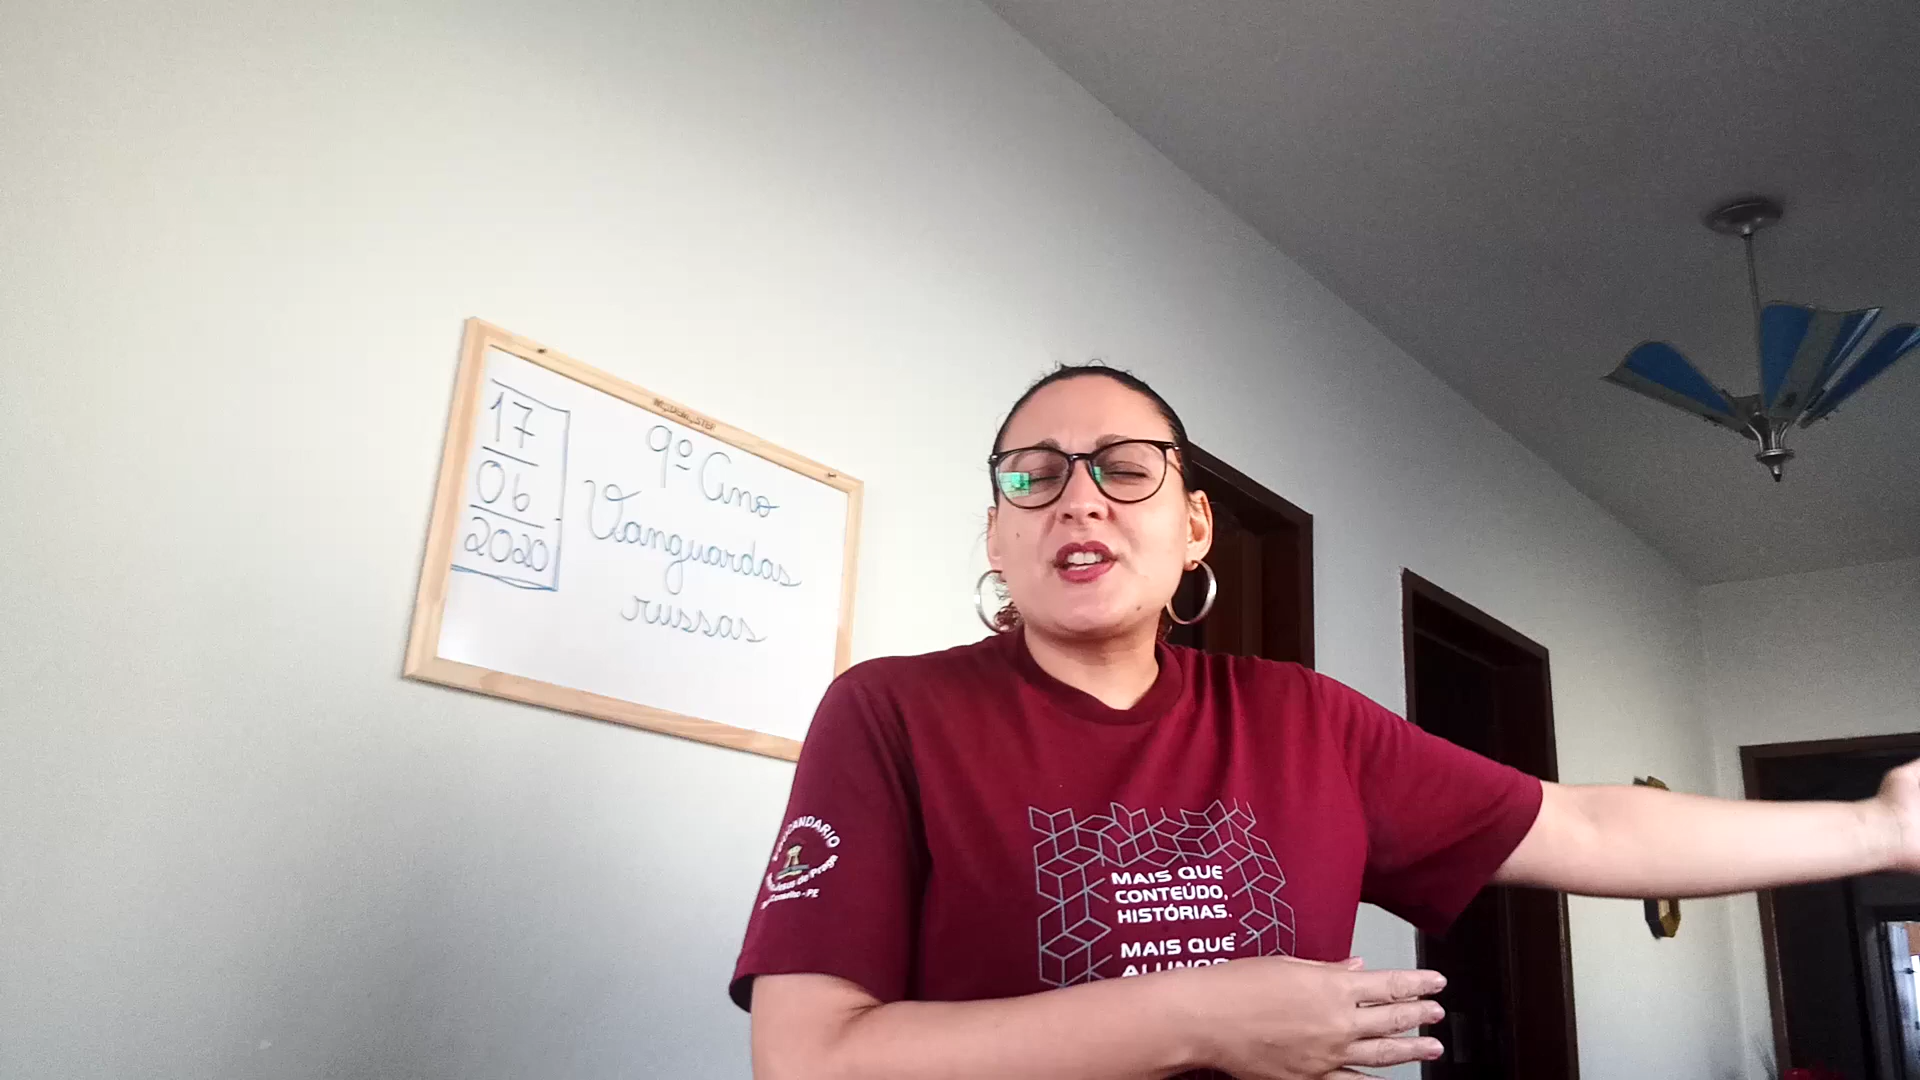 17
06
2020
9º Ano
Vanguardas
russas
MAIS QUE
CONTEÚDO,
HISTÓRIAS.
MAIS QUE